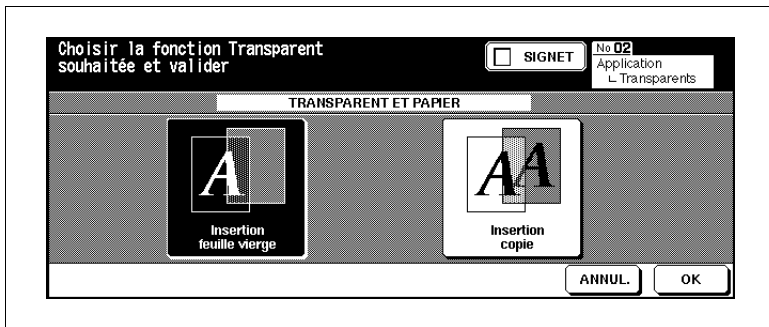 Choisir la fonction Transparent
souhaitée et valider
SIGNET
No 02
Application
Transparents
TRANSPARENT ET PAPIER
A
AA
Insertion
feuille vierge
Insertion
copie
ANNUL.
OK